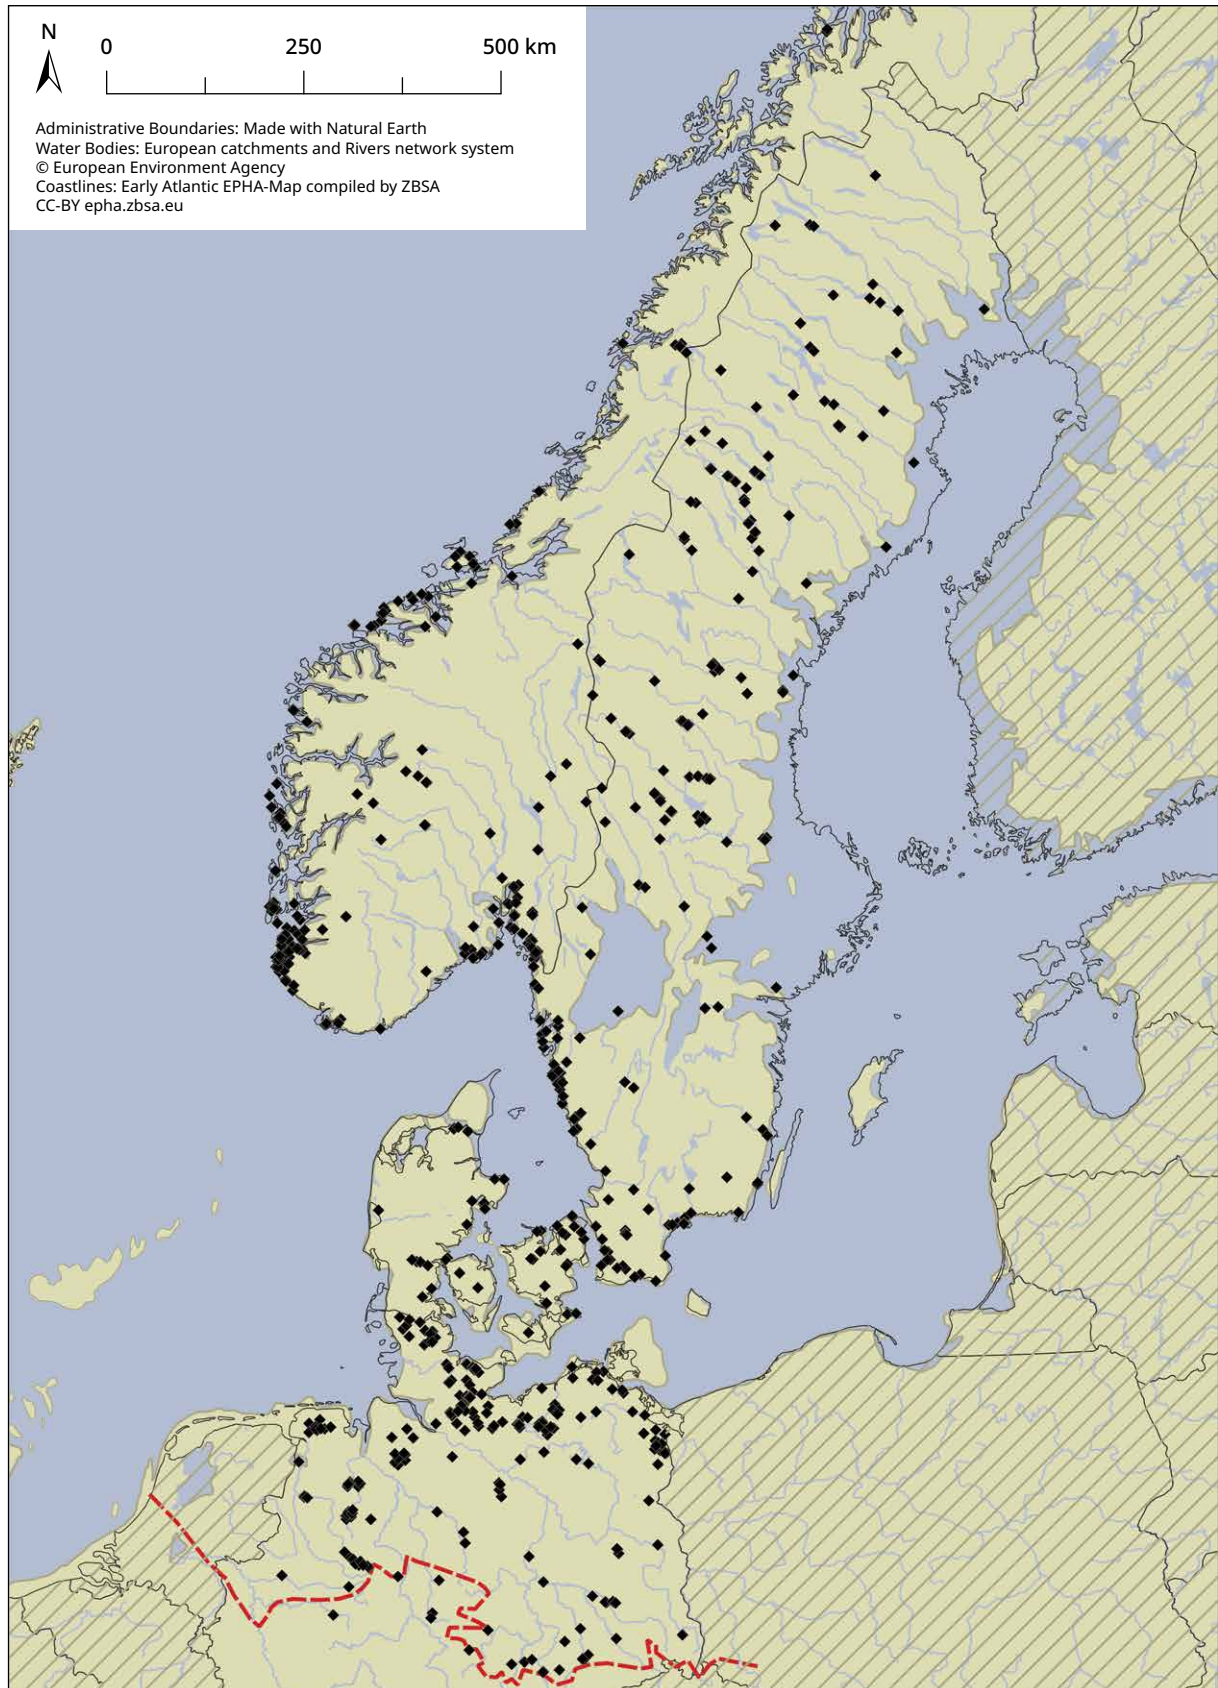 N
0 250 500 km
Administrative Boundaries: Made with Natural Earth
Water Bodies: European catchments and Rivers network system
© European Environment Agency
Coastlines: Early Atlantic EPHA-Map compiled by ZBSA
CC-BY epha.zbsa.eu